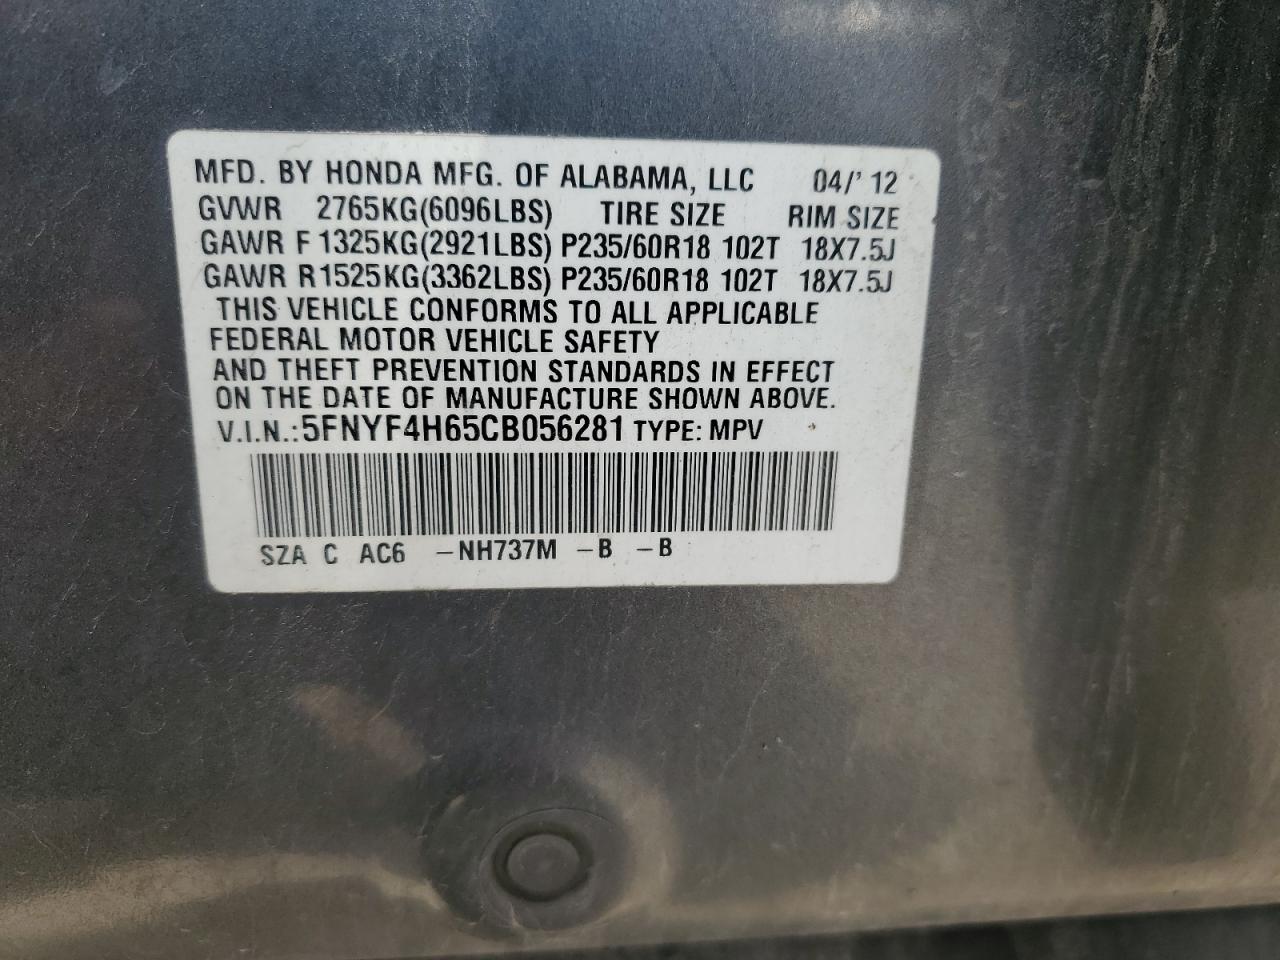 MFD. BY HONDA MFG. OF ALABAMA, LLC 04/' 12
GVWR 2765KG(6096LBS) TIRE SIZE RIM SIZE
GAWR F 1325KG(2921LBS) P235/60R18 102T 18X7.5J
GAWR R 1525KG(3362LBS) P235/60R18 102T 18X7.5J
THIS VEHICLE CONFORMS TO ALL APPLICABLE
FEDERAL MOTOR VEHICLE SAFETY
AND THEFT PREVENTION STANDARDS IN EFFECT
ON THE DATE OF MANUFACTURE SHOWN ABOVE.
V.I.N.: 5FNYF4H65CB056281 TYPE: MPV
SZA C AC6 -NH737M -B -B